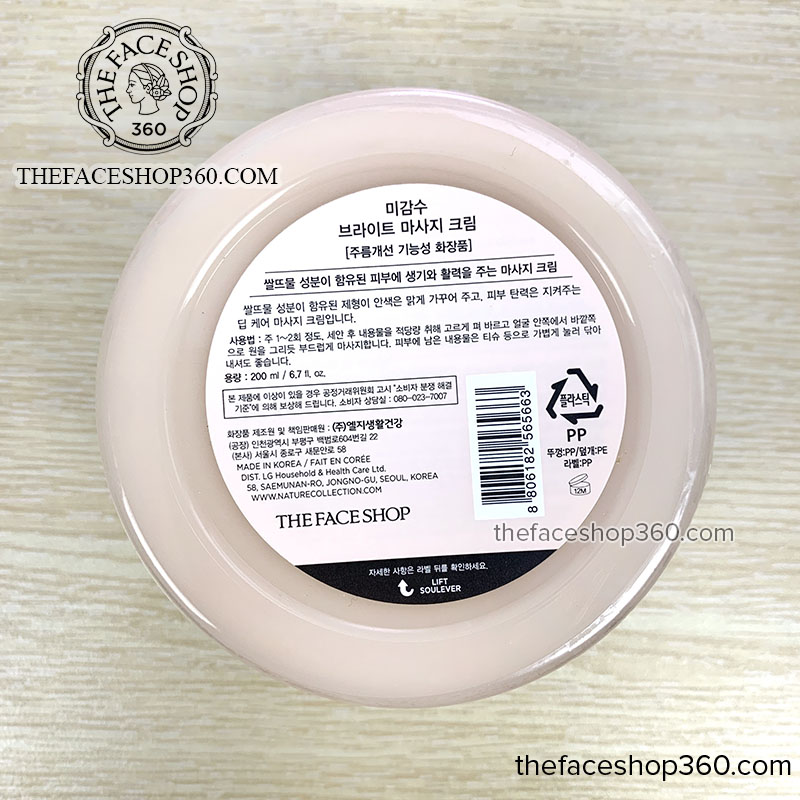 THE FACE SHOP
360
THEFACESHOP360.COM
미감수
브라이트 마사지 크림
[주름개선 기능성 화장품]
쌀뜨물 성분이 함유된 피부에 생기와 활력을 주는 마사지 크림
쌀뜨물 성분이 함유된 제형이 안색은 맑게 가꾸어 주고, 피부 탄력은 지켜주는
딥 케어 마사지 크림입니다.
사용법 : 주 1~2회 정도, 세안 후 내용물을 적당량 취해 고르게 펴 바르고 얼굴 안쪽에서 바깥쪽
으로 원을 그리듯 부드럽게 마사지합니다. 피부에 남은 내용물은 티슈 등으로 가볍게 눌러 닦아
내셔도 좋습니다.
용량 : 200 ml / 6.7 fl. oz.
본 제품에 이상이 있을 경우 공정거래위원회 고시 "소비자 분쟁 해결
기준"에 의해 보상해 드립니다. 소비자 상담실 : 080-023-7007
화장품 제조원 및 책임판매원 : (주)엘지생활건강
(공장) 인천광역시 부평구 백범로604번길 22
(본사) 서울시 종로구 새문안로 58
MADE IN KOREA / FAIT EN CORÉE
DIST. LG Household & Health Care Ltd.
58, SAEMUNAN-RO, JONGNO-GU, SEOUL, KOREA
WWW.NATURECOLLECTION.COM
THE FACE SHOP
8 806182 565663
플라스틱
PP
뚜껑:PP/덮개:PE
라벨:PP
12M
thefaceshop360.com
자세한 사항은 라벨 뒤를 확인하세요.
LIFT
SOULEVER
thefaceshop360.com